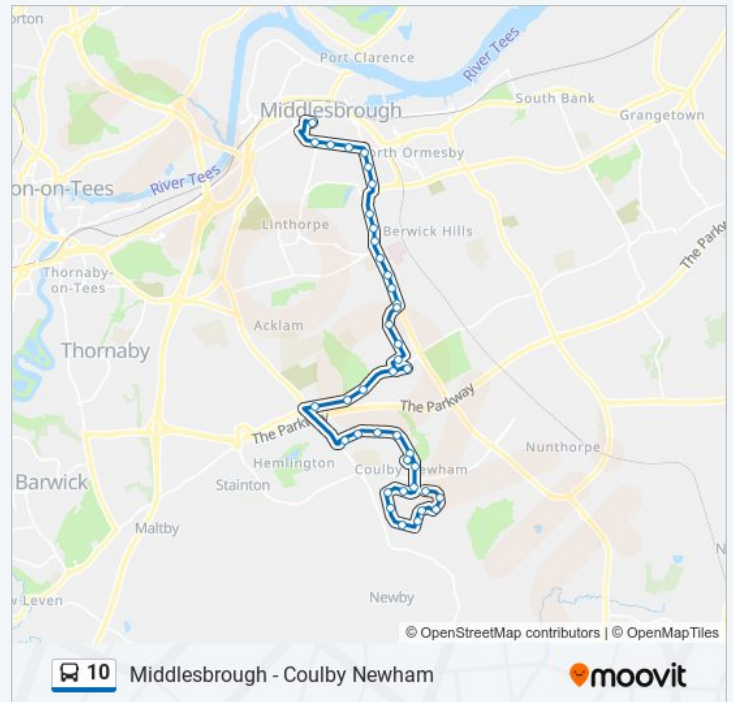 orton
Port Clarence
River Tees
Middlesbrough
South Bank
Grangetown
orth Ormesby
on-on-Tees
River Tees
Linthorpe
Berwick Hills
The Parkw
Thornaby-
on-Tees
Acklam
Thornaby
The Parkway
The Parkway
Nunthorpe
Hemlington
Coulby Newham
Barwick
Stainton
Maltby
N
w Leven
Newby
© OpenStreetMap contributors | © OpenMapTiles
10 Middlesbrough - Coulby Newham
moovit